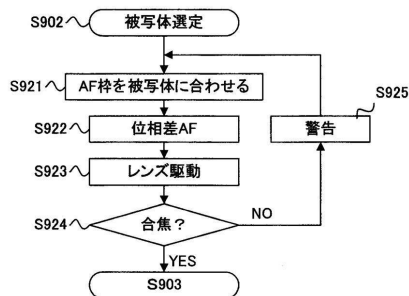 S902 被写体選定
S921 AF枠を被写体に合わせる
S925
S922 位相差AF 警告
S923 レンズ駆動
S924 合焦？ NO
YES
S903